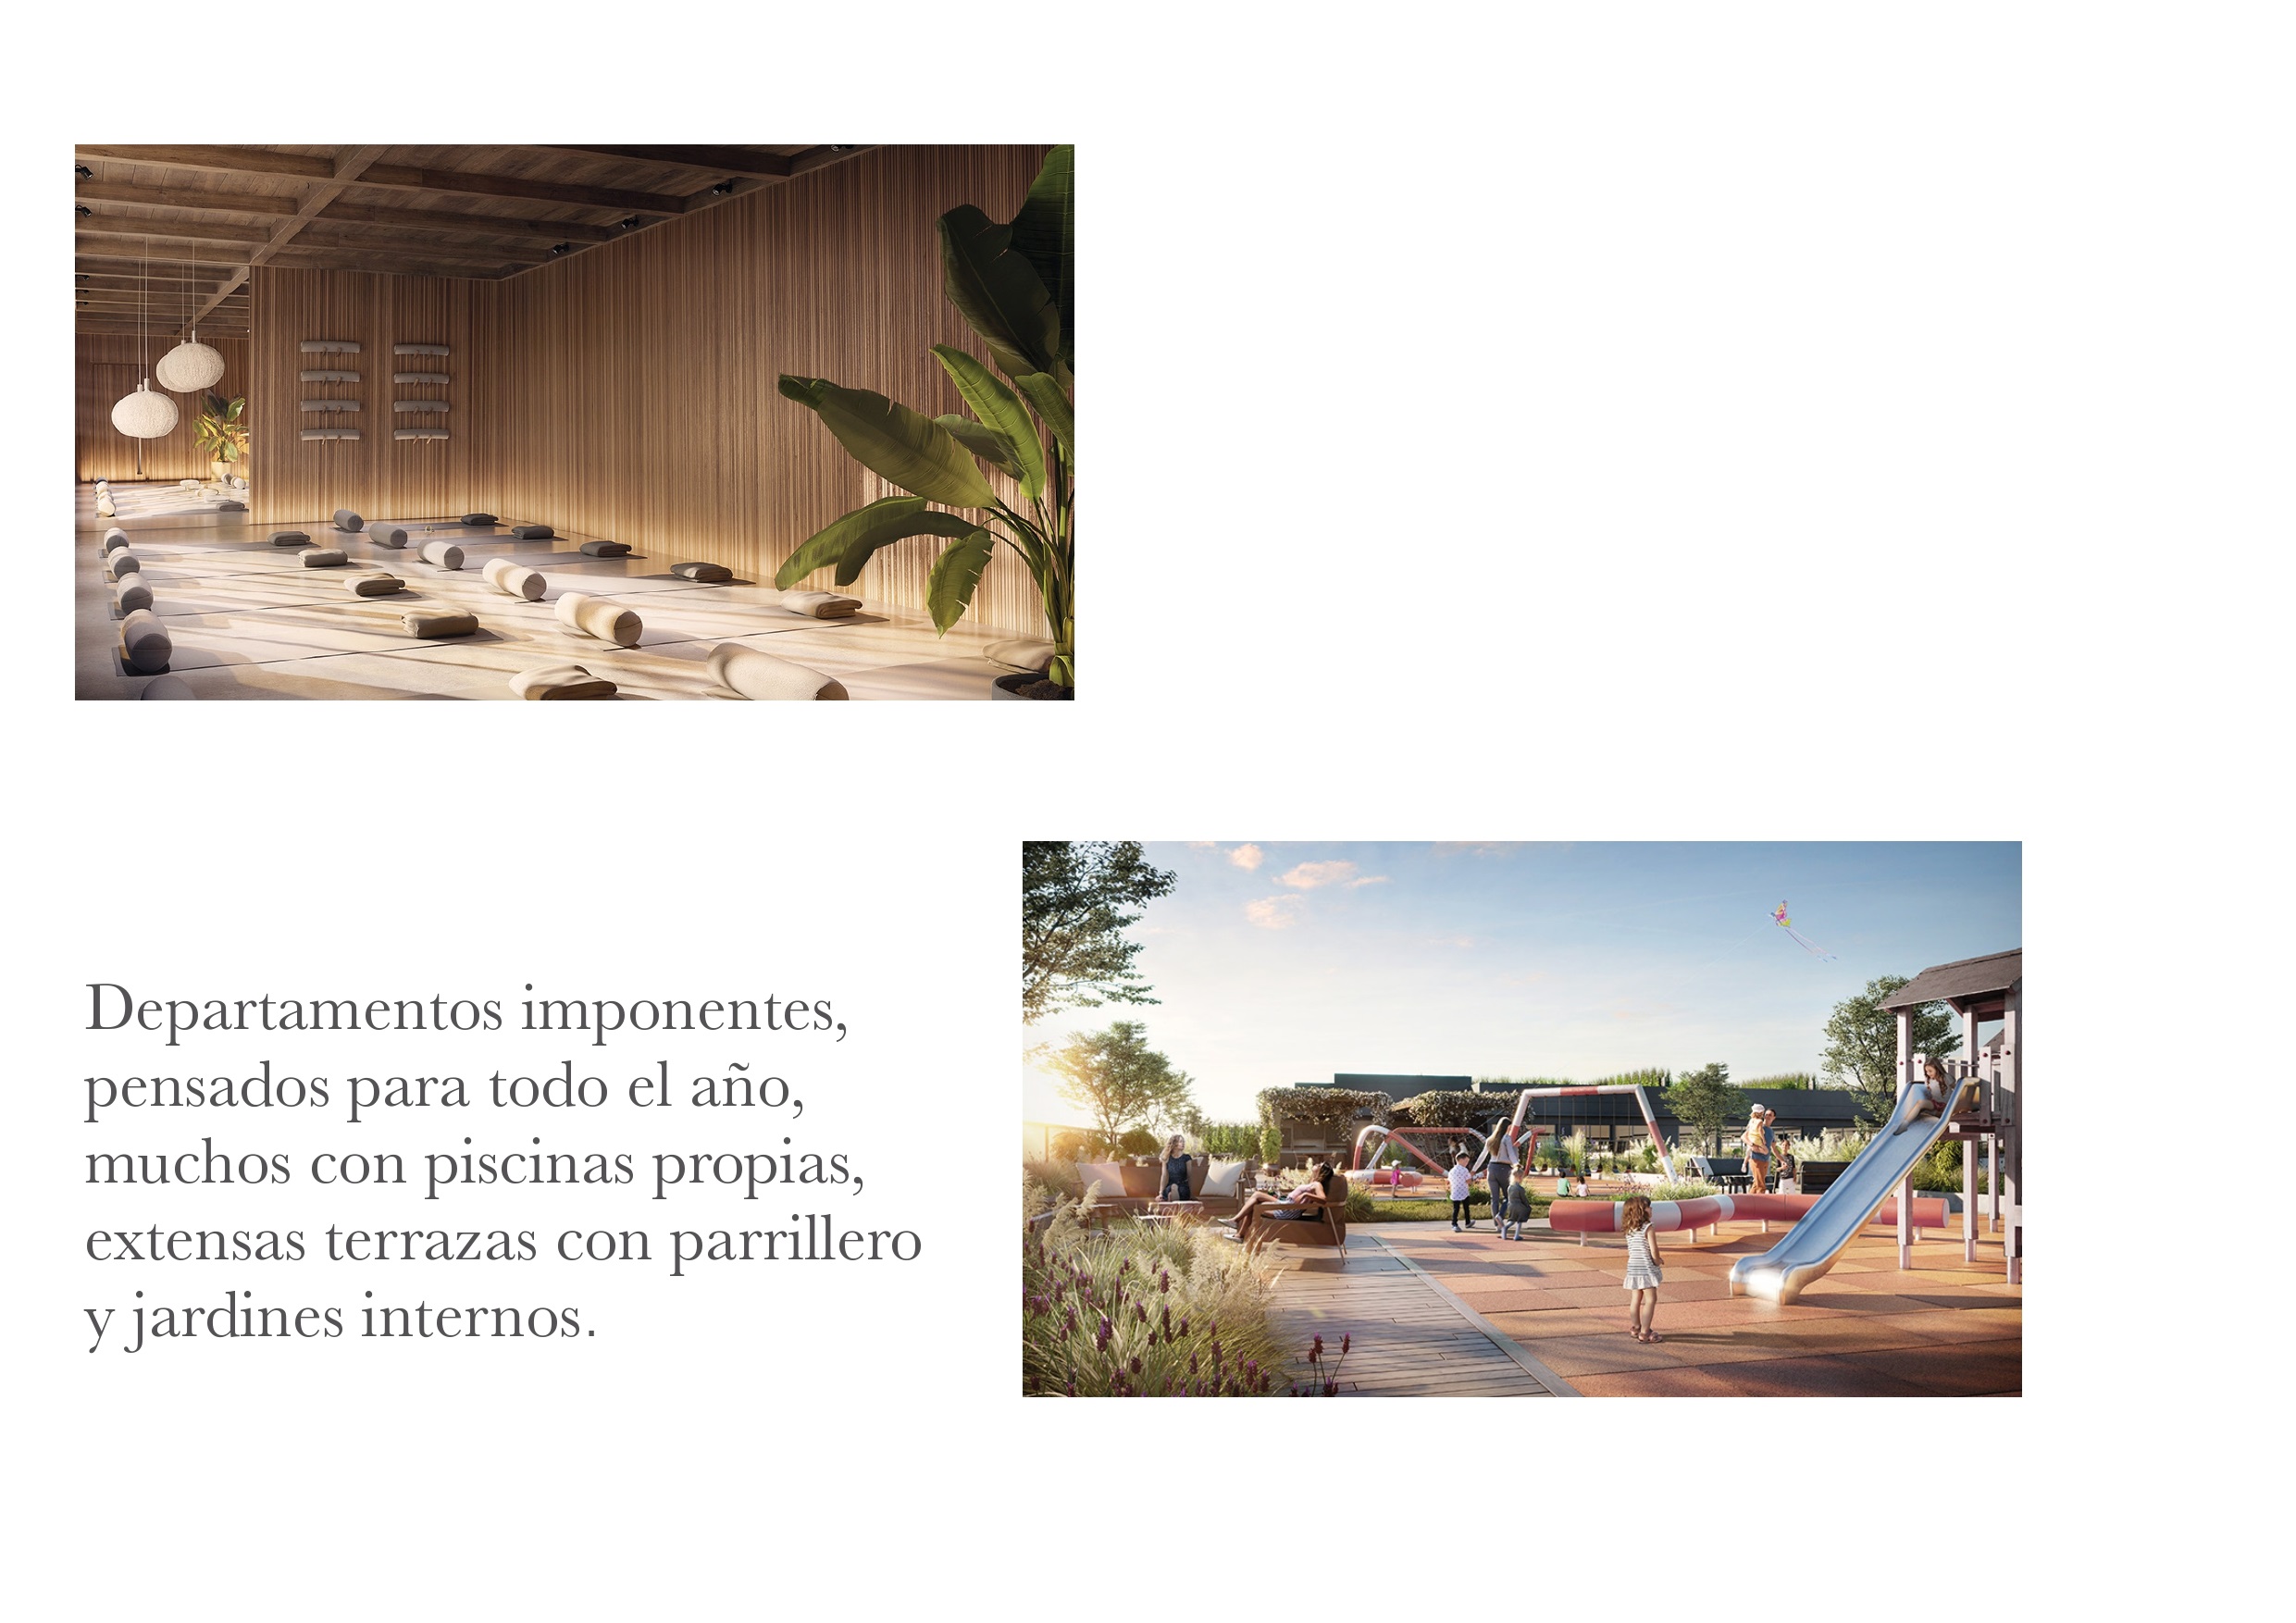 Departamentos imponentes,
pensados para todo el año,
muchos con piscinas propias,
extensas terrazas con parrillero
y jardines internos.